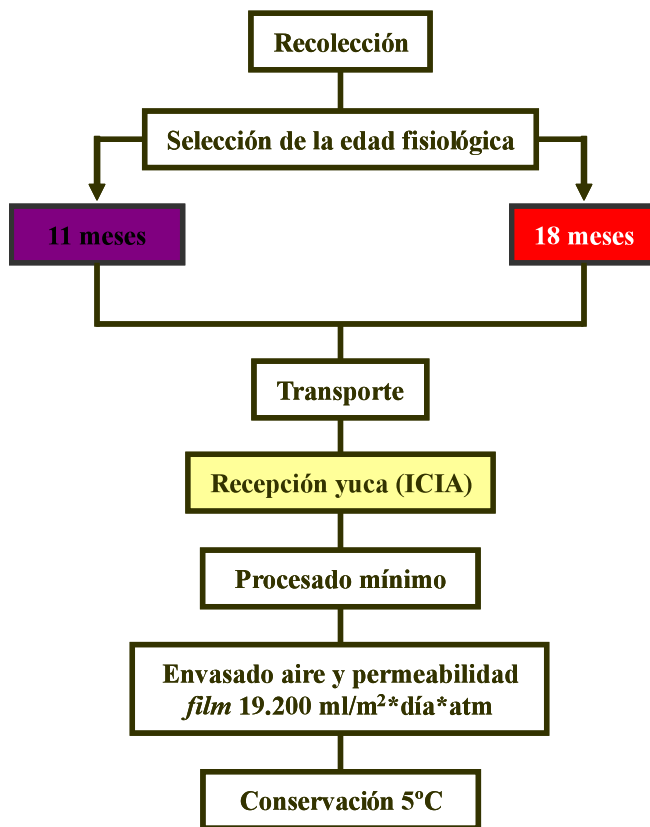 Recolección
Selección de la edad fisiológica
11 meses
18 meses
Transporte
Recepción yuca (ICIA)
Procesado mínimo
Envasado aire y permeabilidad
film 19.200 ml/m²*día*atm
Conservación 5ºC